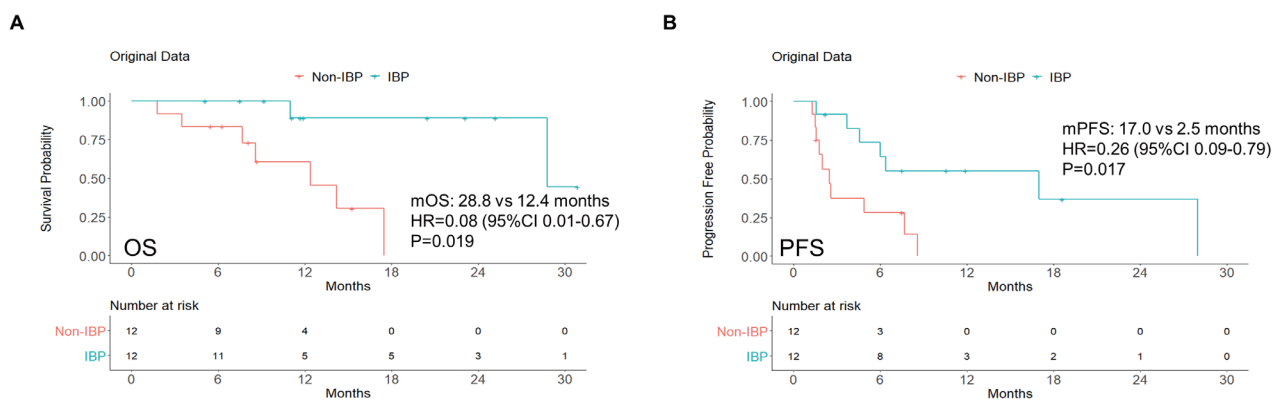 A
Original Data
Non-IBP IBP
Survival Probability
1.00
0.75
0.50
0.25
0.00
mOS: 28.8 vs 12.4 months
HR=0.08 (95%CI 0.01-0.67)
P=0.019
OS
0 6 12 18 24 30
Months
Number at risk
Non-IBP 12 9 4 0 0 0
IBP 12 11 5 5 3 1
0 6 12 18 24 30
Months
B
Original Data
Non-IBP IBP
Progression Free Probability
1.00
0.75
0.50
0.25
0.00
mPFS: 17.0 vs 2.5 months
HR=0.26 (95%CI 0.09-0.79)
P=0.017
PFS
0 6 12 18 24 30
Months
Number at risk
Non-IBP 12 3 0 0 0 0
IBP 12 8 3 2 1 0
0 6 12 18 24 30
Months